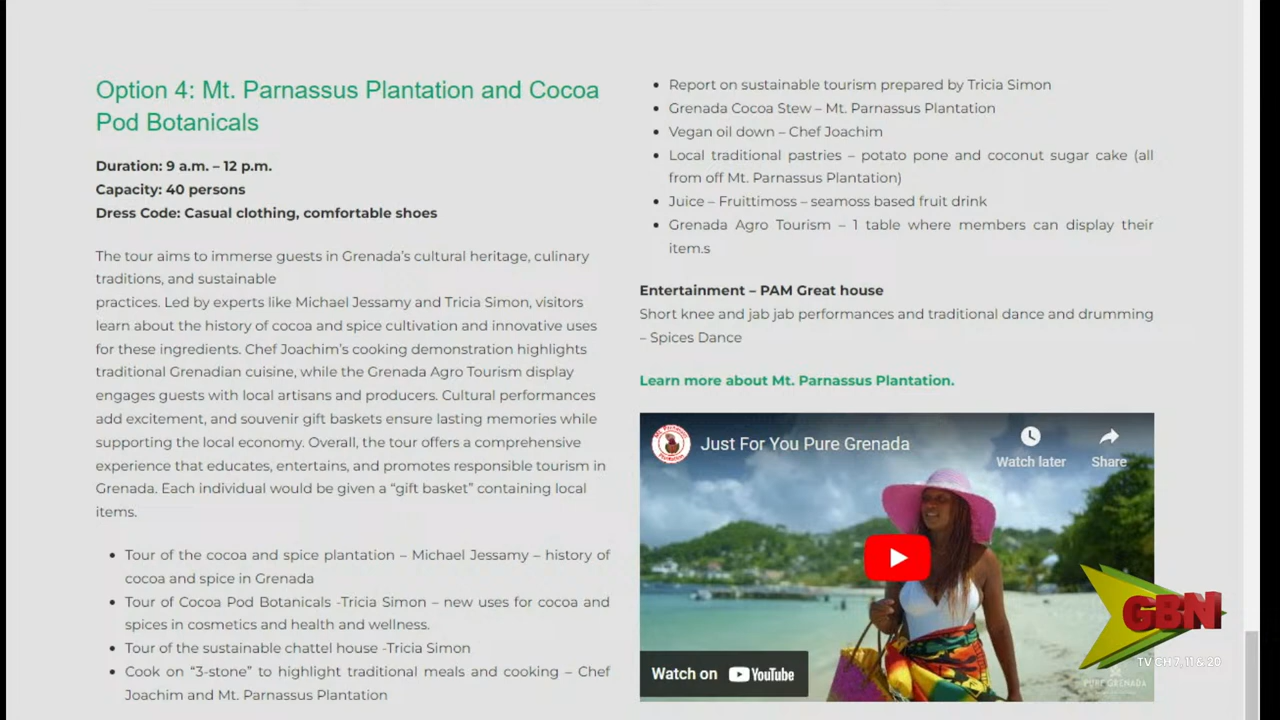 Option 4: Mt. Parnassus Plantation and Cocoa
Pod Botanicals
Duration: 9 a.m. – 12 p.m.
Capacity: 40 persons
Dress Code: Casual clothing, comfortable shoes
The tour aims to immerse guests in Grenada’s cultural heritage, culinary
traditions, and sustainable
practices. Led by experts like Michael Jessamy and Tricia Simon, visitors
learn about the history of cocoa and spice cultivation and innovative uses
for these ingredients. Chef Joachim’s cooking demonstration highlights
traditional Grenadian cuisine, while the Grenada Agro Tourism display
engages guests with local artisans and producers. Cultural performances
add excitement, and souvenir gift baskets ensure lasting memories while
supporting the local economy. Overall, the tour offers a comprehensive
experience that educates, entertains, and promotes responsible tourism in
Grenada. Each individual would be given a “gift basket” containing local
items.
• Tour of the cocoa and spice plantation – Michael Jessamy – history of
cocoa and spice in Grenada
• Tour of Cocoa Pod Botanicals -Tricia Simon – new uses for cocoa and
spices in cosmetics and health and wellness.
• Tour of the sustainable chattel house -Tricia Simon
• Cook on “3-stone” to highlight traditional meals and cooking – Chef
Joachim and Mt. Parnassus Plantation
• Report on sustainable tourism prepared by Tricia Simon
• Grenada Cocoa Stew – Mt. Parnassus Plantation
• Vegan oil down – Chef Joachim
• Local traditional pastries – potato pone and coconut sugar cake (all
from off Mt. Parnassus Plantation)
• Juice – Fruittimoss – seamoss based fruit drink
• Grenada Agro Tourism – 1 table where members can display their
item.s
Entertainment – PAM Great house
Short knee and jab jab performances and traditional dance and drumming
– Spices Dance
Learn more about Mt. Parnassus Plantation.
Just For You Pure Grenada
Watch later
Share
Watch on YouTube
PURE GRENADA
GBN
TV CH 7, 11 & 20